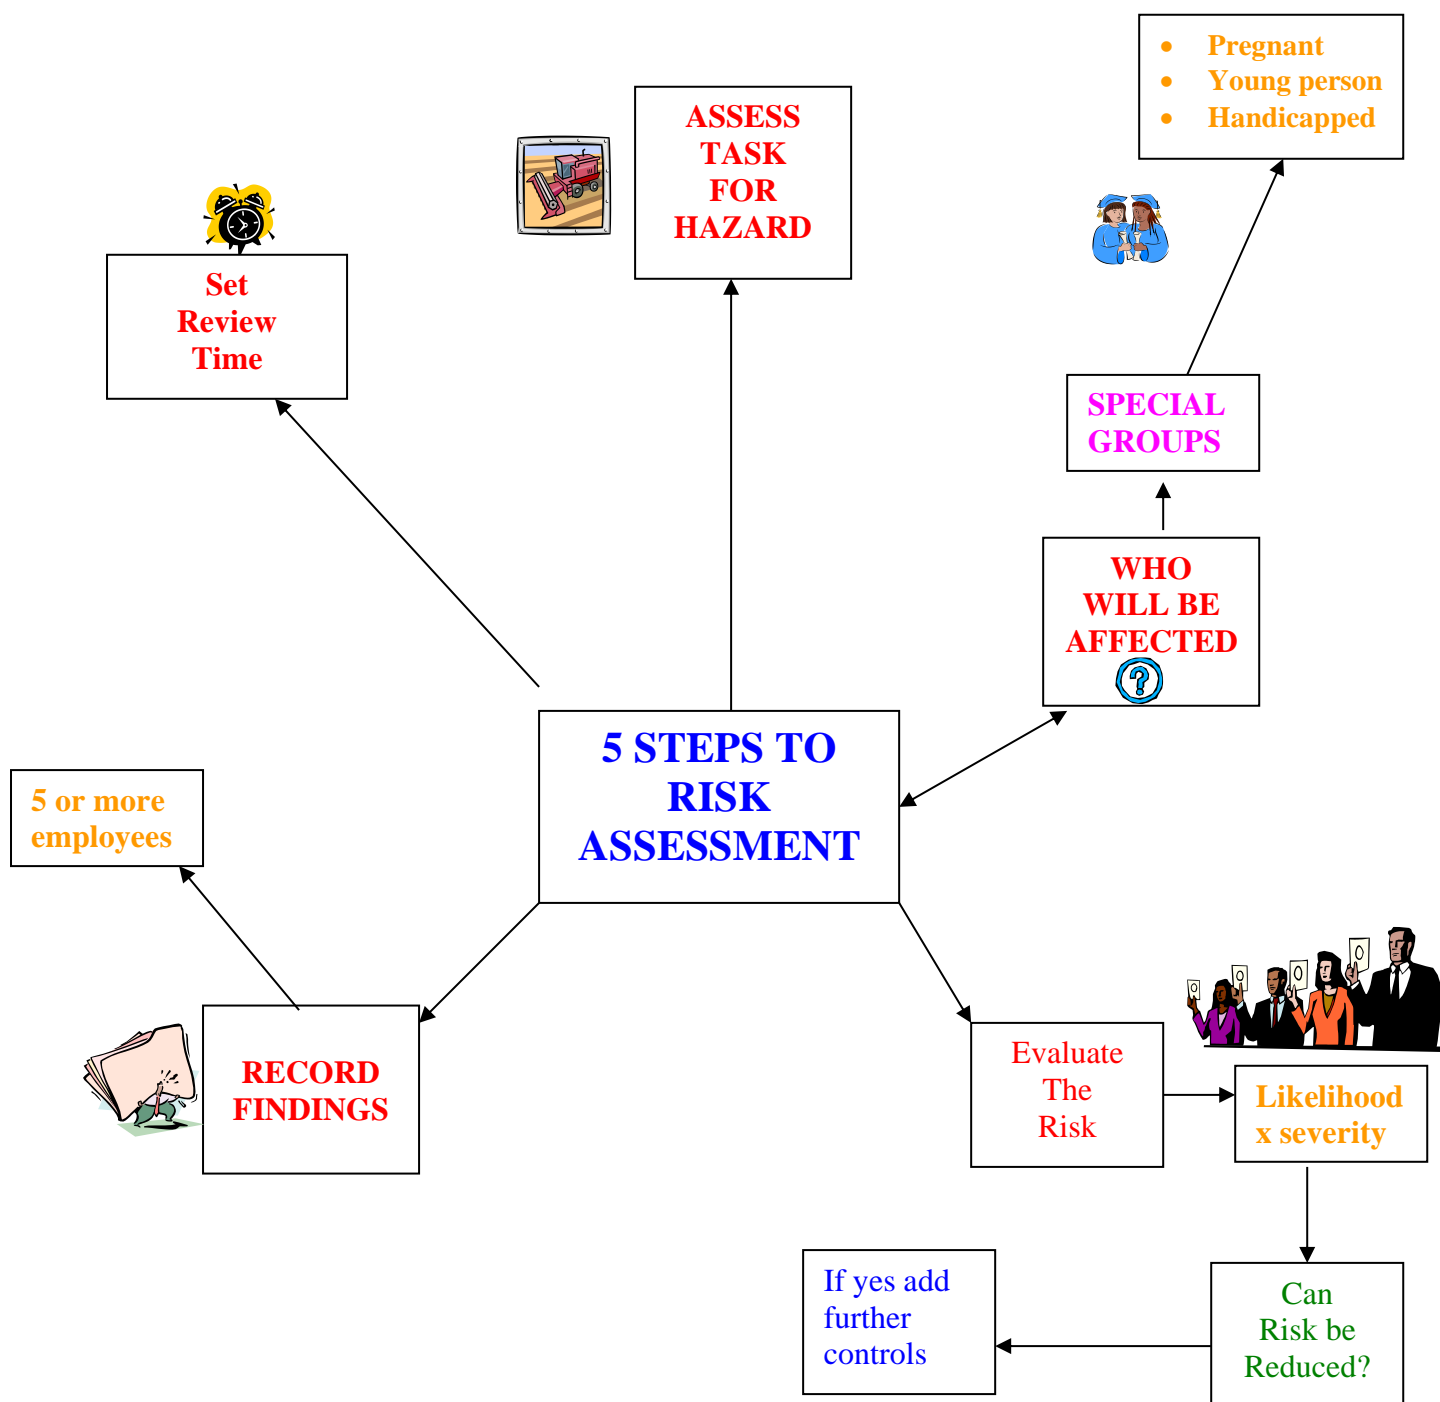 • Pregnant
• Young person
• Handicapped
ASSESS
TASK
FOR
HAZARD
Set
Review
Time
SPECIAL
GROUPS
WHO
WILL BE
AFFECTED
?
5 STEPS TO
RISK
ASSESSMENT
5 or more
employees
RECORD
FINDINGS
Evaluate
The
Risk
Likelihood
x severity
If yes add
further
controls
Can
Risk be
Reduced?